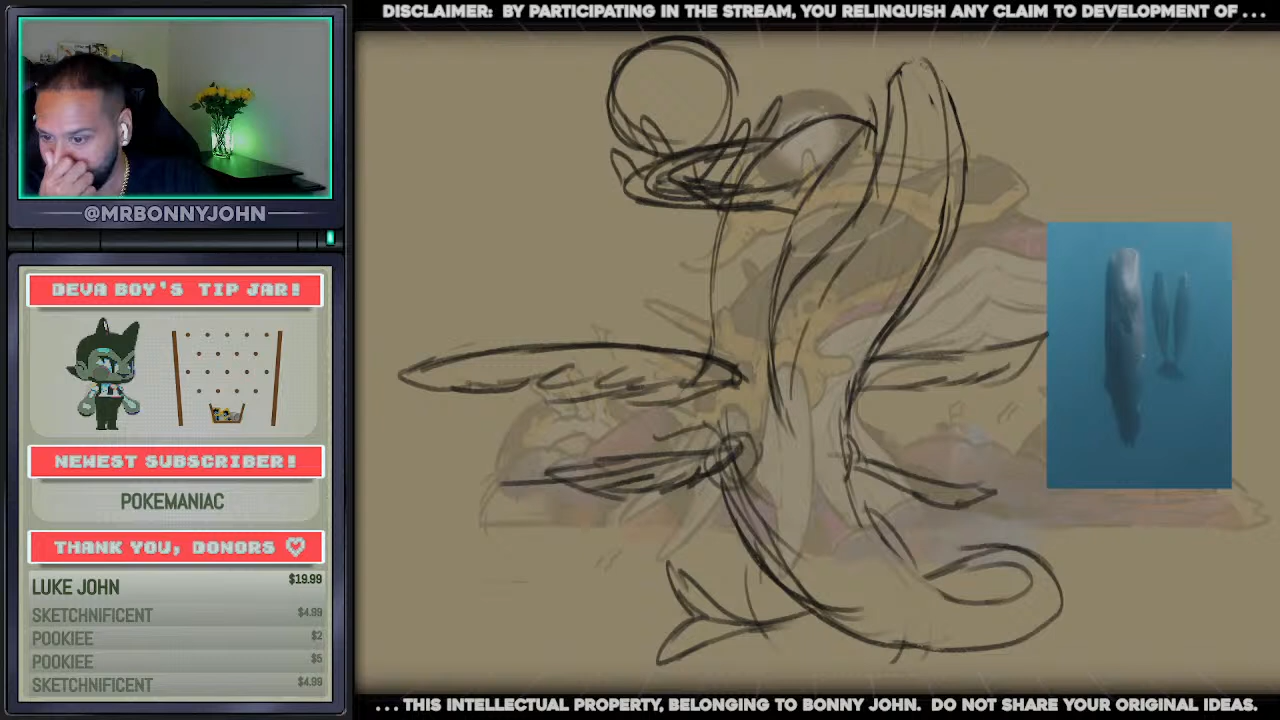 DISCLAIMER: BY PARTICIPATING IN THE STREAM, YOU RELINQUISH ANY CLAIM TO DEVELOPMENT OF . . .
@MRBONNYJOHN
DEVA BOY'S TIP JAR!
NEWEST SUBSCRIBER!
POKEMANIAC
THANK YOU, DONORS ♡
LUKE JOHN $19.99
SKETCHNIFICENT $4.99
POOKIEE $2
POOKIEE $5
SKETCHNIFICENT $4.99
. . . THIS INTELLECTUAL PROPERTY, BELONGING TO BONNY JOHN. DO NOT SHARE YOUR ORIGINAL IDEAS.